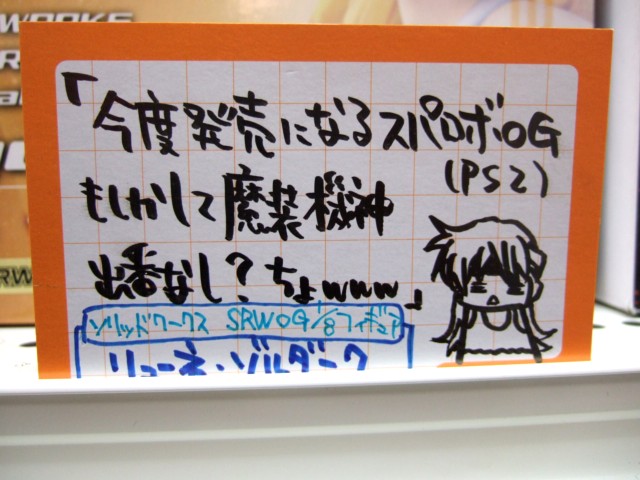 「今度発売になるスパロボOG
(PS2)
もしかして魔装機神
出番なし?ちょwww」
ソリッドワークス SRWOG 1/8フィギュア
リューネ・ゾルダーク